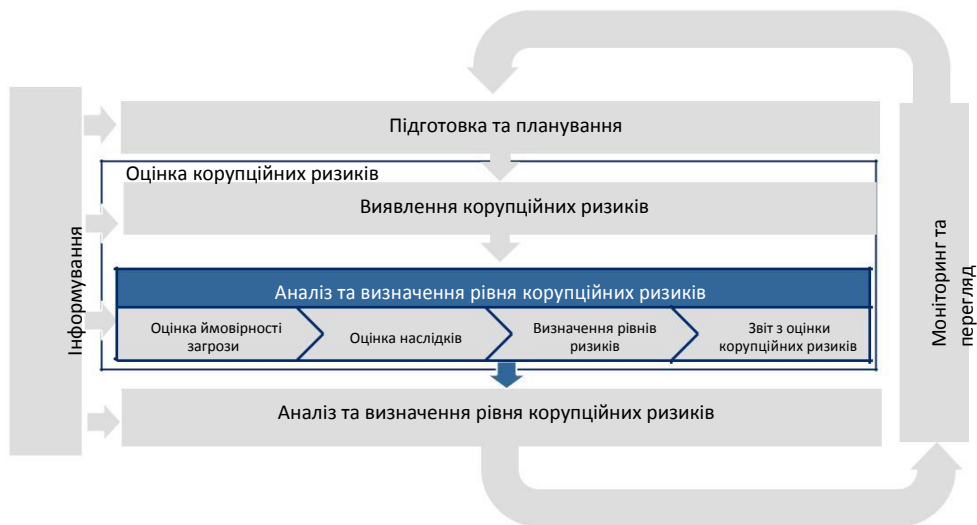 Підготовка та планування
Оцінка корупційних ризиків
Виявлення корупційних ризиків
Аналіз та визначення рівня корупційних ризиків
Оцінка ймовірності
загрози
Оцінка наслідків
Визначення рівнів
ризиків
Звіт з оцінки
корупційних ризиків
Аналіз та визначення рівня корупційних ризиків
Інформування
Моніторинг та
перегляд